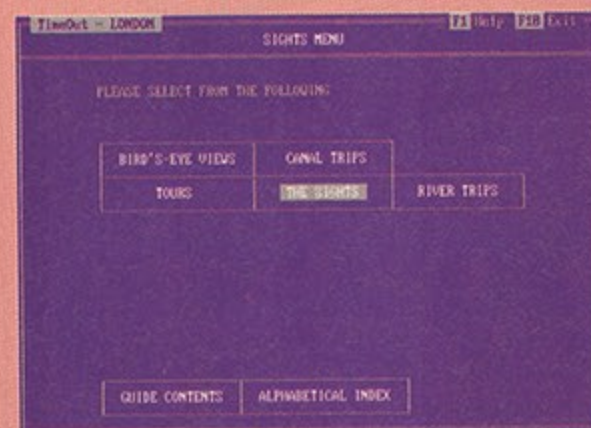 TimeOut - LONDON F1 Help F10 Exit
SIGHTS MENU
PLEASE SELECT FROM THE FOLLOWING
BIRD'S-EYE VIEWS CANAL TRIPS
TOURS THE SIGHTS RIVER TRIPS
GUIDE CONTENTS ALPHABETICAL INDEX